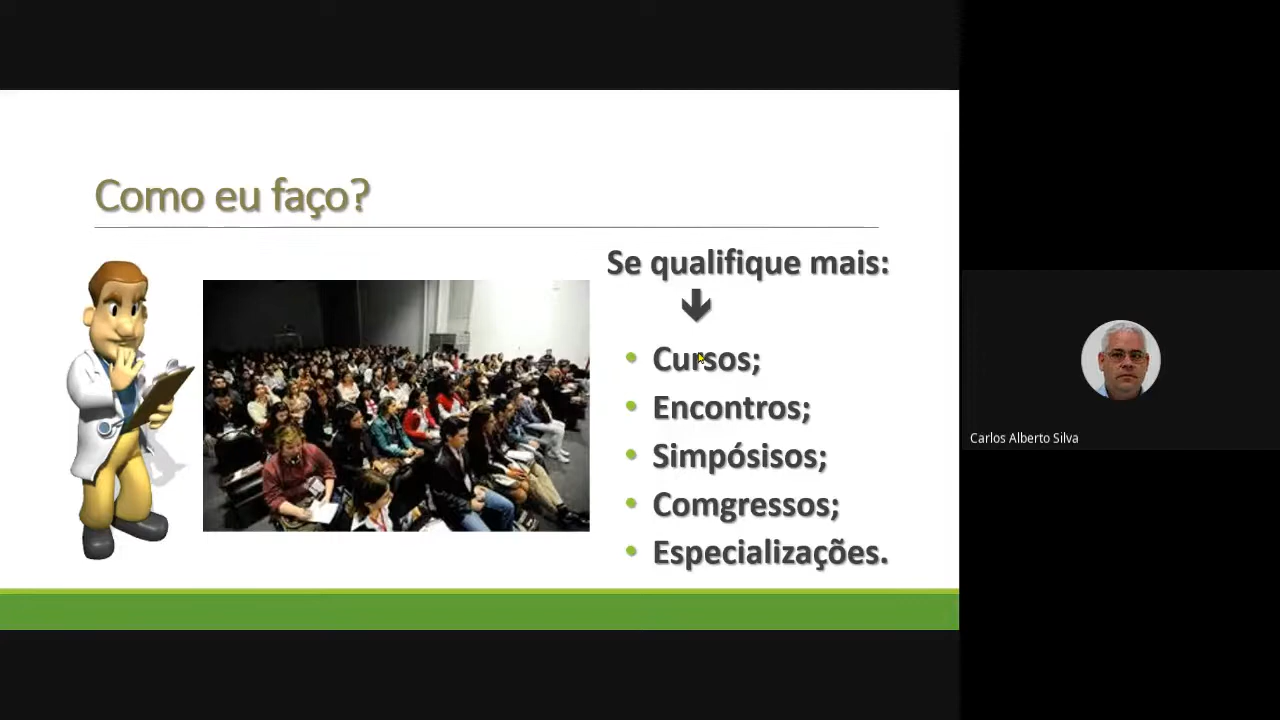 Como eu faço?
Se qualifique mais:
Cursos;
Encontros;
Simpósisos;
Comgressos;
Especializações.
Carlos Alberto Silva